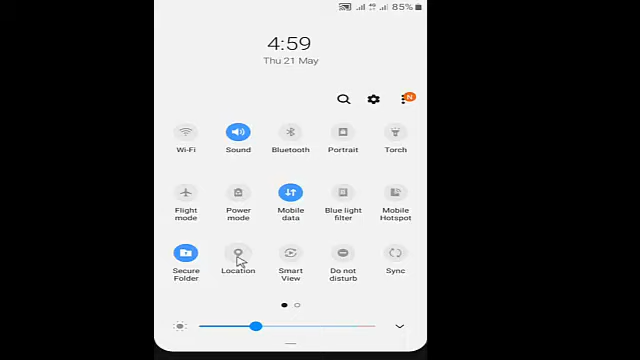 85%
4:59
Thu 21 May
N
Wi-Fi Sound Bluetooth Portrait Torch
Flight Power Mobile Blue light Mobile
mode mode data filter Hotspot
Secure Location Smart Do not Sync
Folder View disturb